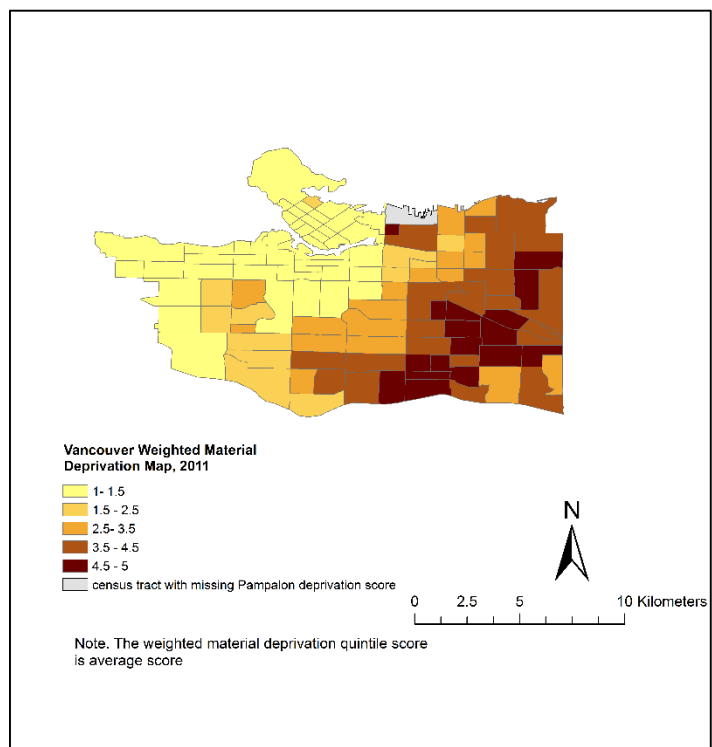 Vancouver Weighted Material
Deprivation Map, 2011
1- 1.5
1.5 - 2.5
2.5- 3.5
3.5 - 4.5
4.5 - 5
census tract with missing Pampalon deprivation score
N
0 2.5 5 10 Kilometers
Note. The weighted material deprivation quintile score
is average score